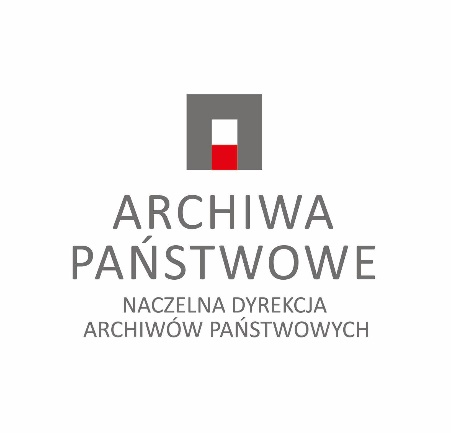 ARCHIWA
PAŃSTWOWE
NACZELNA DYREKCJA
ARCHIWÓW PAŃSTWOWYCH